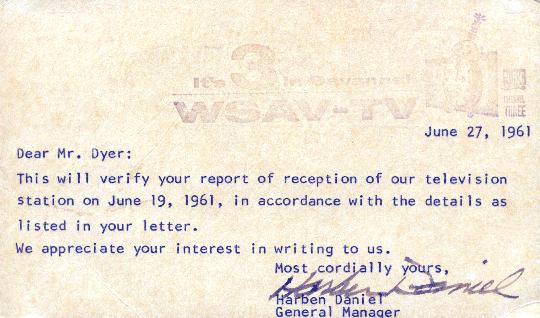 It's 3 in Savannah
WSAV-TV
CHANNEL
THREE
June 27, 1961
Dear Mr. Dyer:
This will verify your report of reception of our television
station on June 19, 1961, in accordance with the details as
listed in your letter.
We appreciate your interest in writing to us.
Most cordially yours,
Harben Daniel
Harben Daniel
General Manager